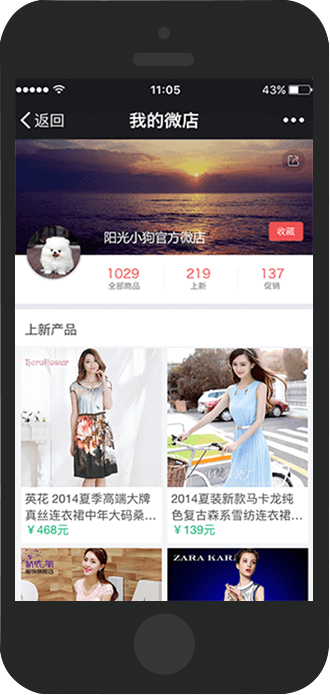 11:05
43%
返回
我的微店
阳光小狗官方微店
收藏
1029
219
137
全部商品
上新
促销
上新产品
HeroFlower
英花 2014夏季高端大牌
真丝连衣裙中年大码桑...
￥468元
2014夏装新款马卡龙纯
色复古森系雪纺连衣裙...
￥139元
ZARA KAR